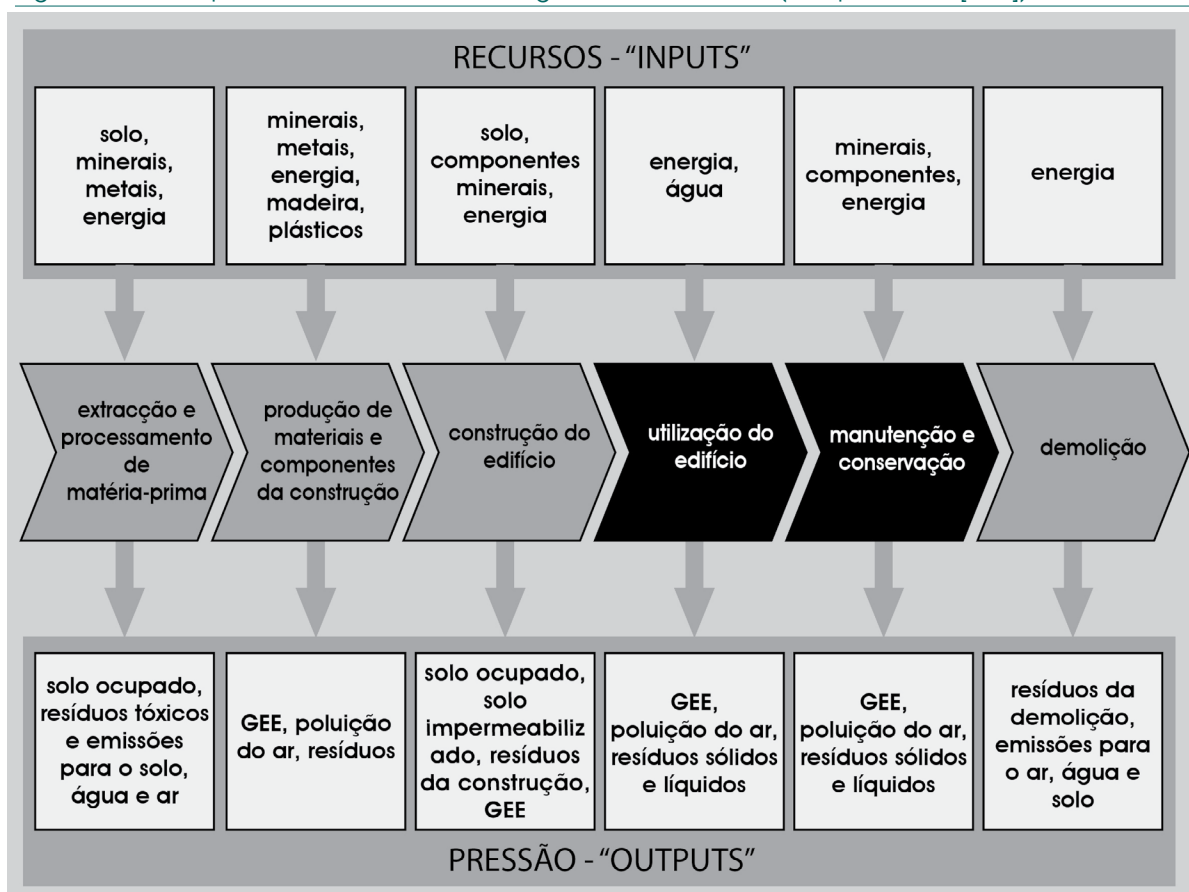 RECURSOS - “INPUTS”
solo,
minerais,
metais,
energia
minerais,
metais,
energia,
madeira,
plásticos
solo,
componentes
minerais,
energia
energia,
água
minerais,
componentes,
energia
energia
extracção e
processamento
de
matéria-prima
produção de
materiais e
componentes
da construção
construção do
edifício
utilização do
edifício
manutenção e
conservação
demolição
solo ocupado,
resíduos tóxicos
e emissões
para o solo,
água e ar
GEE, poluição
do ar, resíduos
solo ocupado,
solo
impermeabiliz
ado, resíduos
da construção,
GEE
GEE,
poluição do ar,
resíduos sólidos
e líquidos
GEE,
poluição do ar,
resíduos sólidos
e líquidos
resíduos da
demolição,
emissões para
o ar, água e
solo
PRESSÃO - “OUTPUTS”